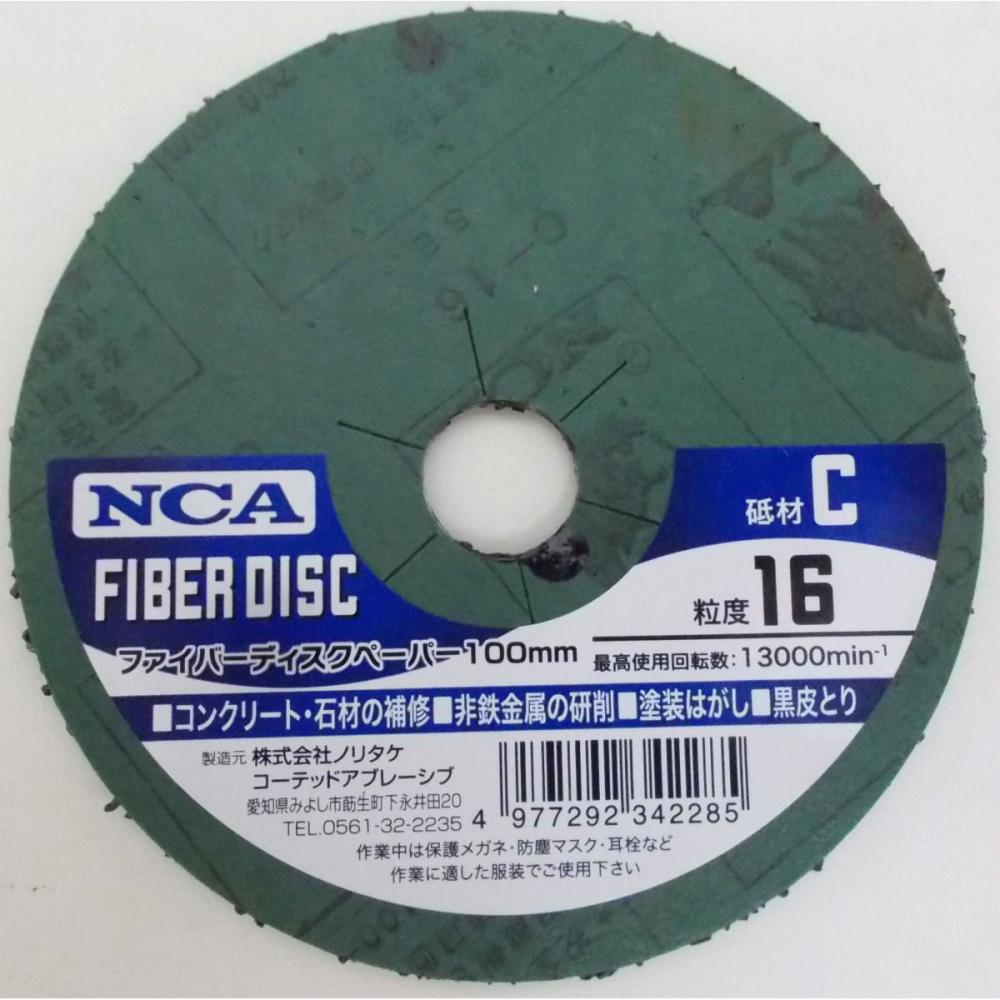 C-16
NCA
FIBER DISC
ファイバーディスクペーパー100mm
砥材 C
粒度 16
最高使用回転数:13000min-1
■コンクリート・石材の補修■非鉄金属の研削■塗装はがし■黒皮とり
製造元 株式会社ノリタケ
コーテッドアブレーシブ
愛知県みよし市莇生町下永井田20
TEL.0561-32-2235
4 977292 342285
作業中は保護メガネ・防塵マスク・耳栓など
作業に適した服装でご使用下さい